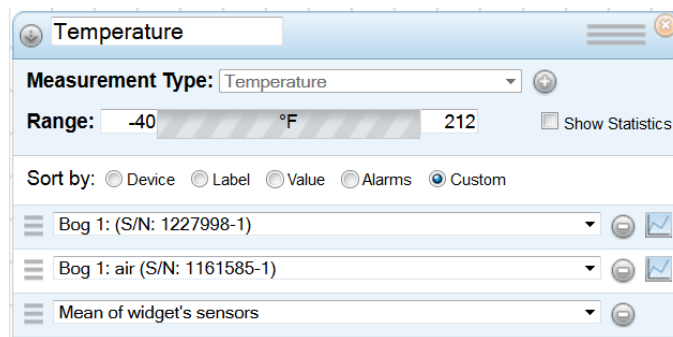 Temperature
Measurement Type: Temperature
Range: -40 °F 212 Show Statistics
Sort by: Device Label Value Alarms Custom
Bog 1: (S/N: 1227998-1)
Bog 1: air (S/N: 1161585-1)
Mean of widget's sensors